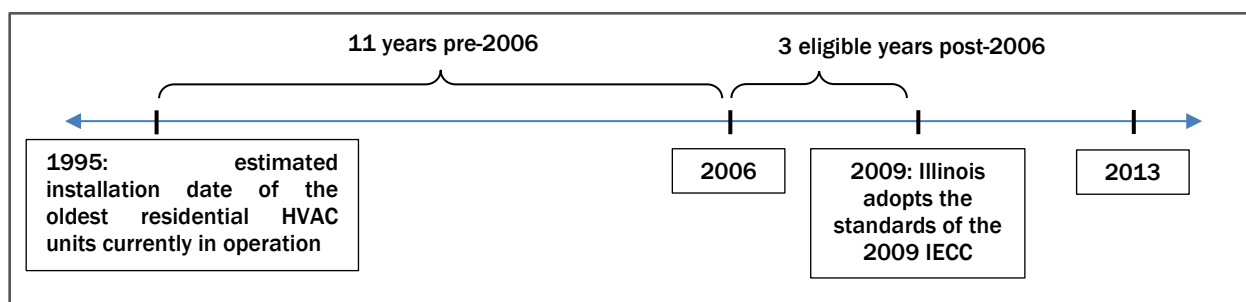 11 years pre-2006
3 eligible years post-2006
1995: estimated
installation date of the
oldest residential HVAC
units currently in operation
2006
2009: Illinois
adopts the
standards of the
2009 IECC
2013